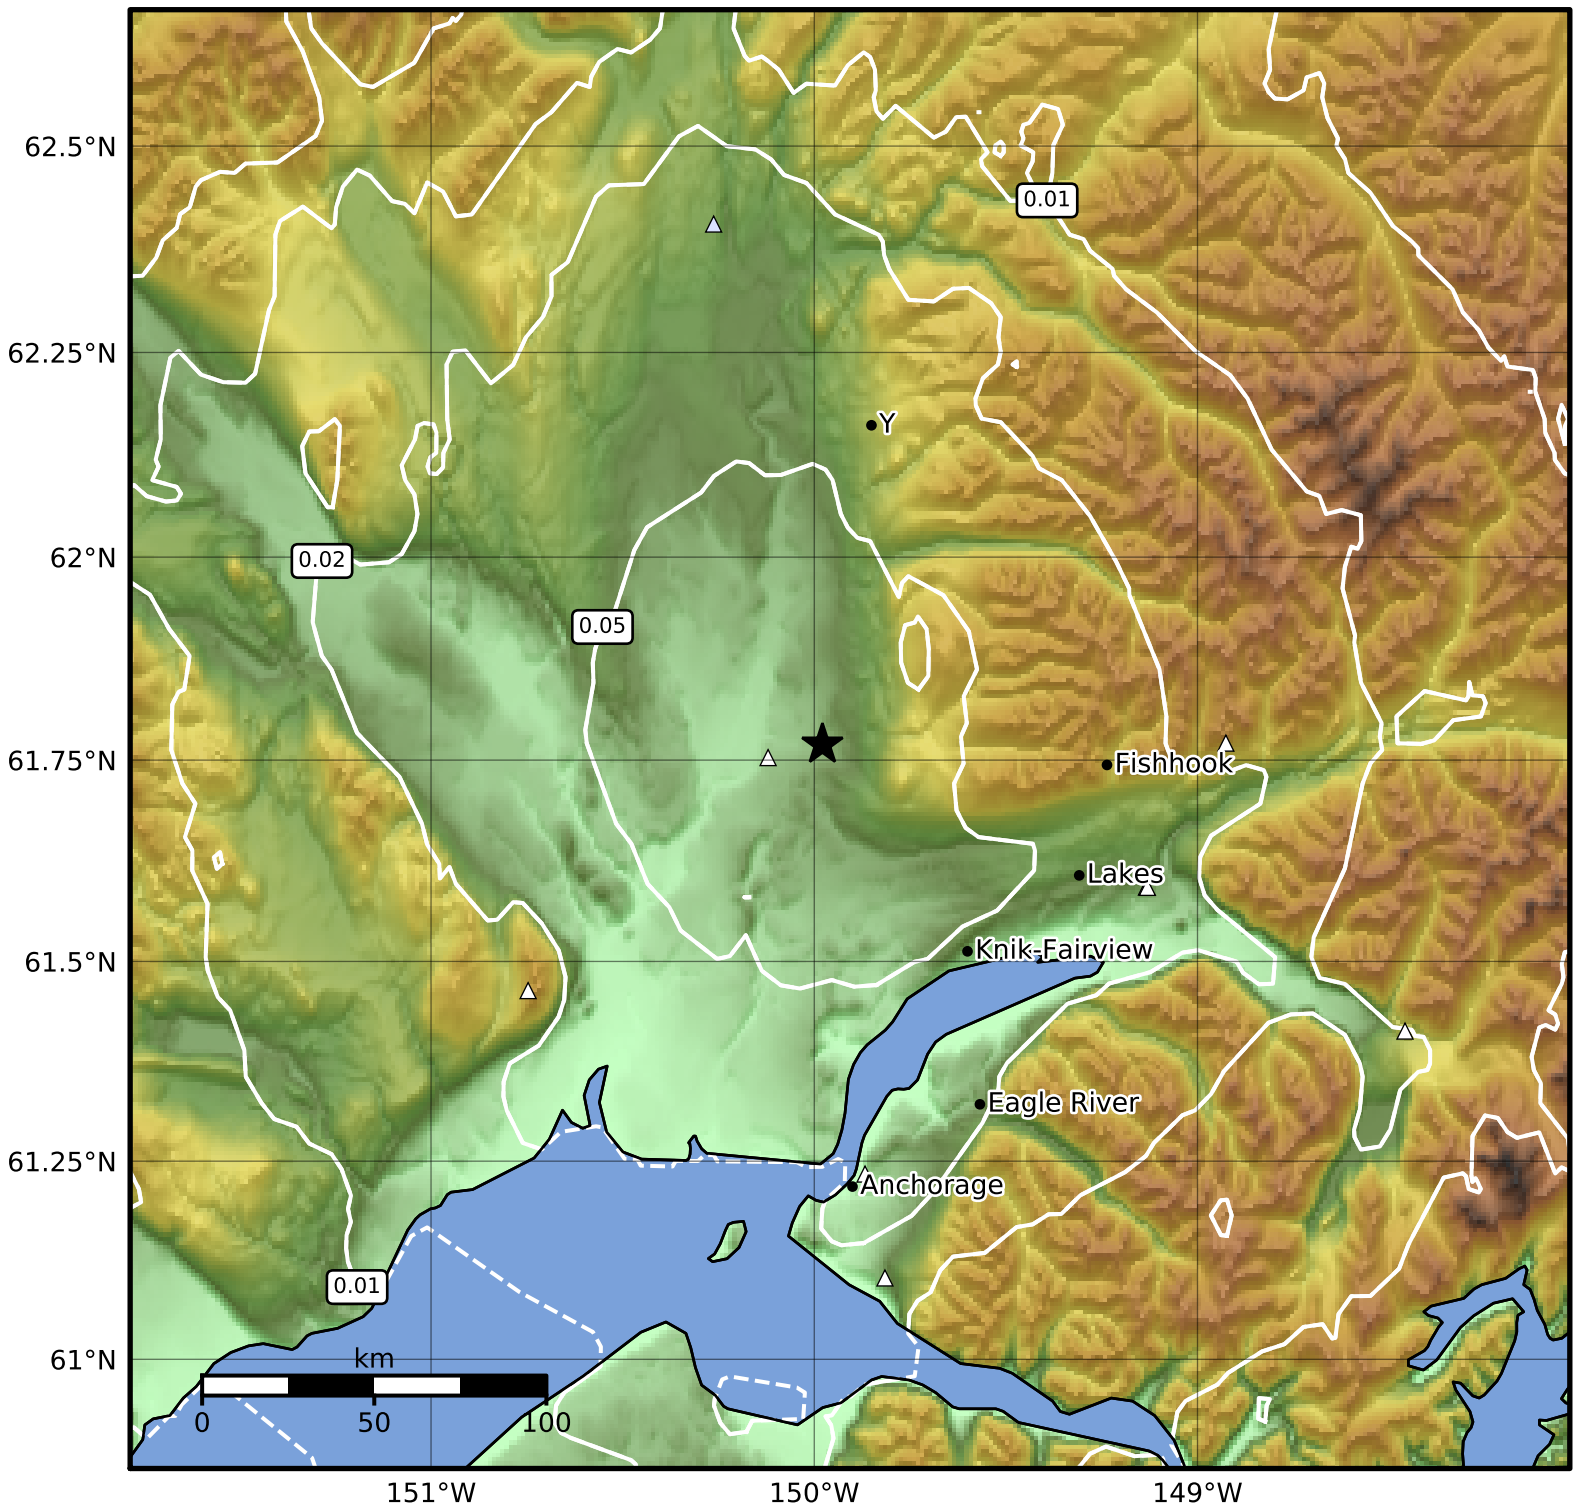 62.5°N
0.01
62.25°N
Y
62°N
0.02
0.05
61.75°N
Fishhook
Lakes
61.5°N
Knik-Fairview
Eagle River
61.25°N
Anchorage
0.01
61°N
km
0 50 100
151°W 150°W 149°W